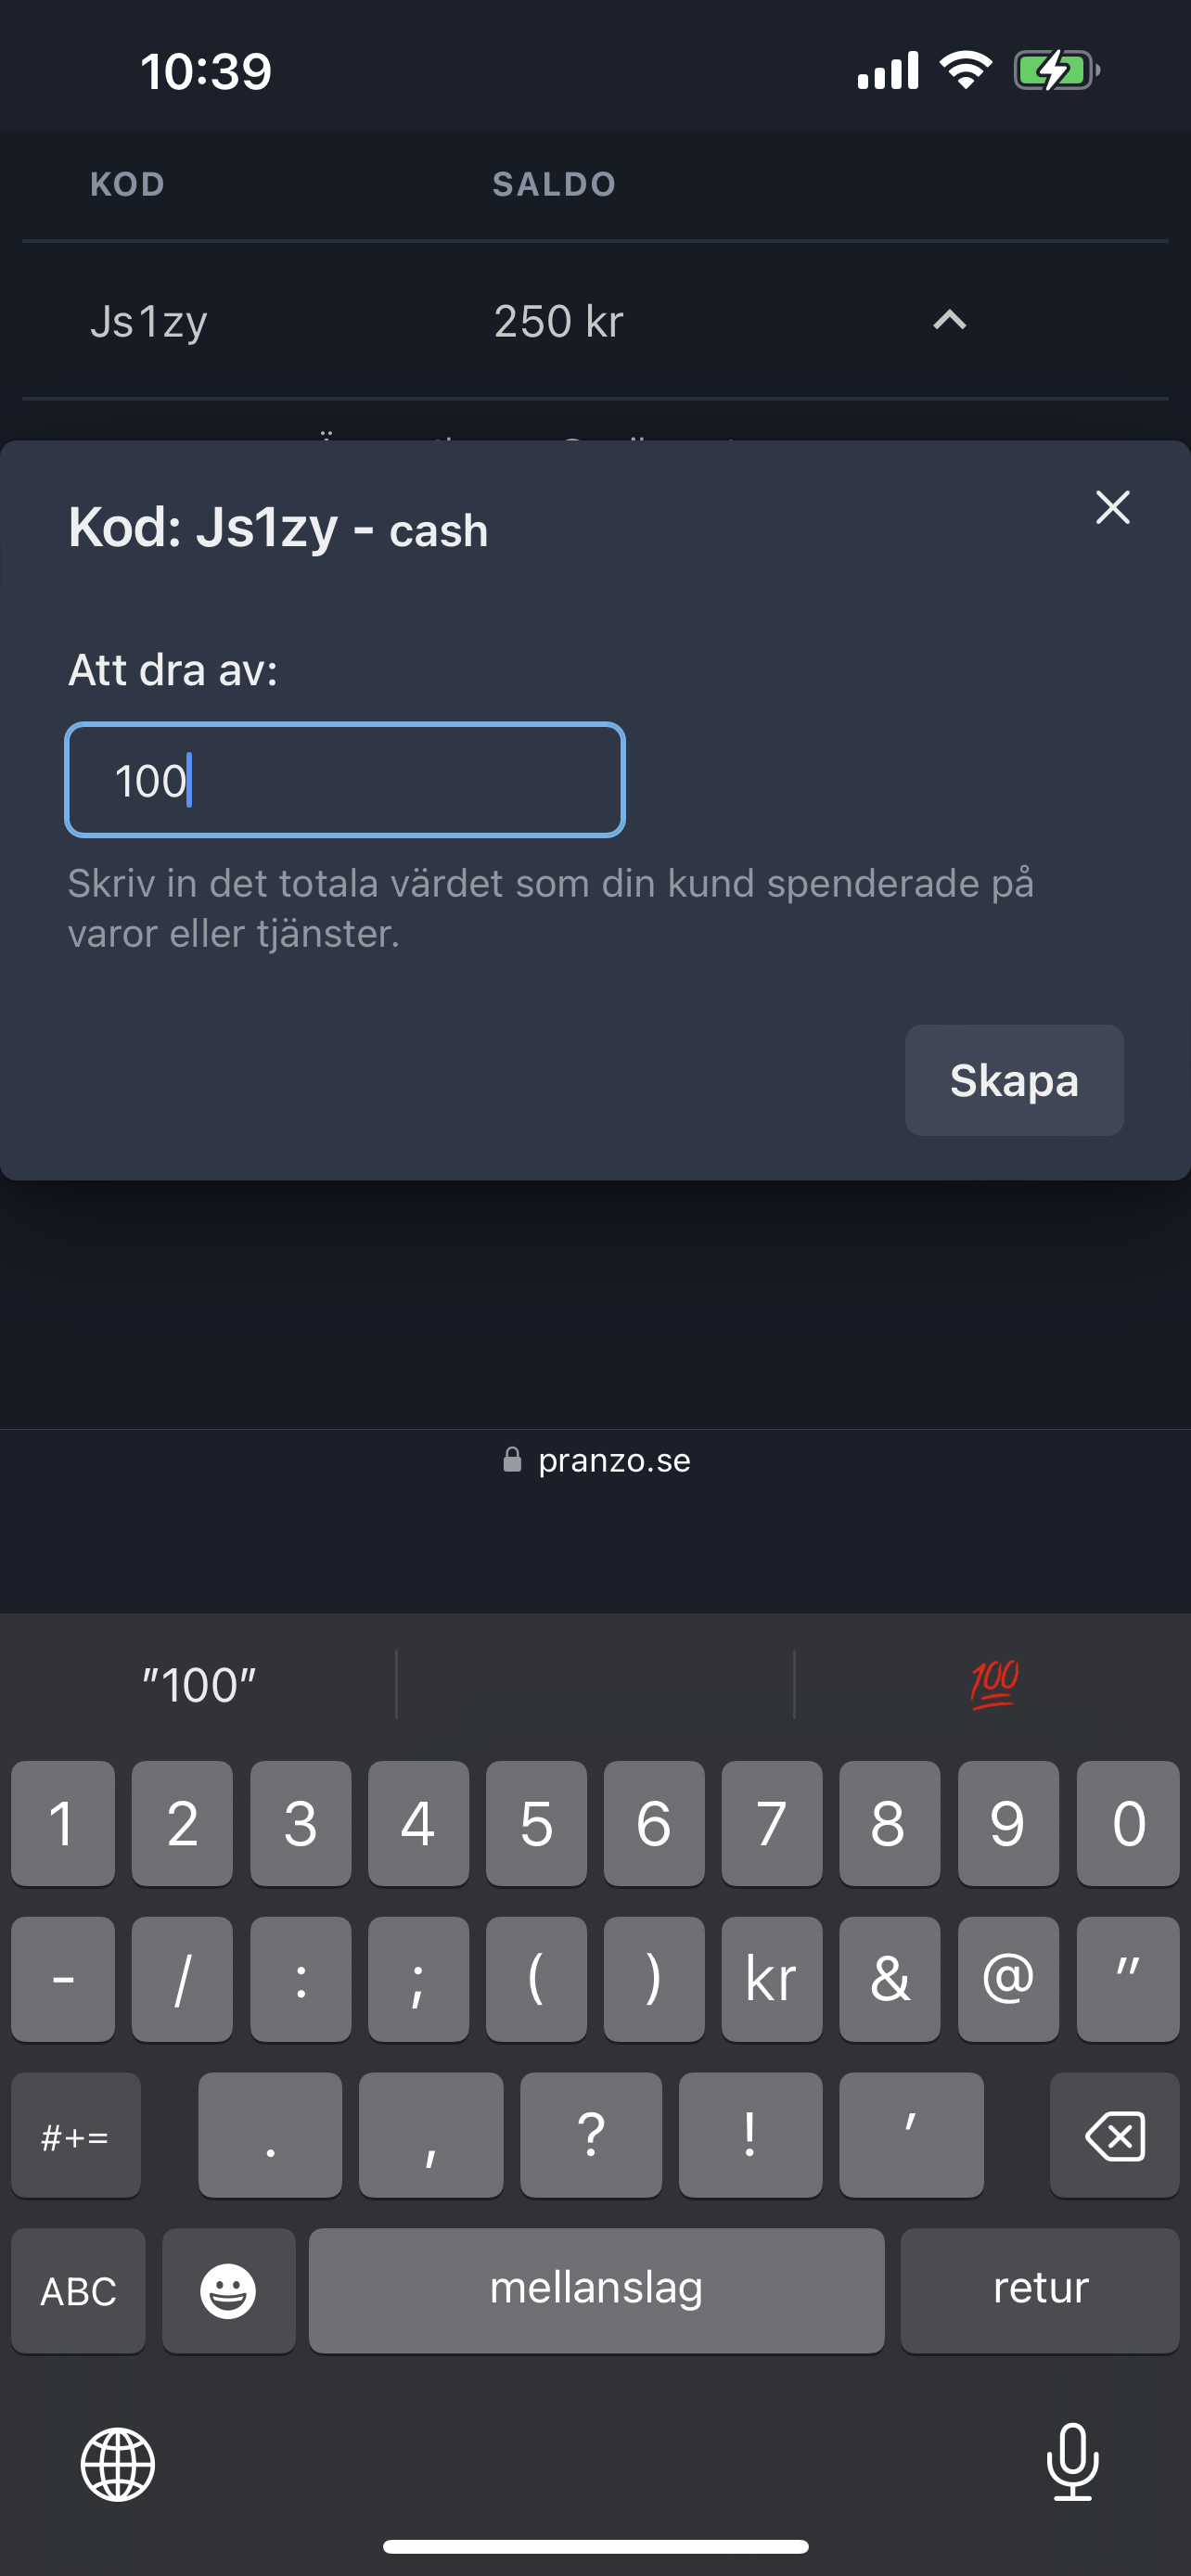 10:39
KOD SALDO
Js1zy 250 kr
Kod: Js1zy - cash
Att dra av:
100
Skriv in det totala värdet som din kund spenderade på
varor eller tjänster.
Skapa
pranzo.se
”100” 💯
1 2 3 4 5 6 7 8 9 0
- / : ; ( ) kr & @ ”
#+= . , ? ! ’
ABC mellanslag retur